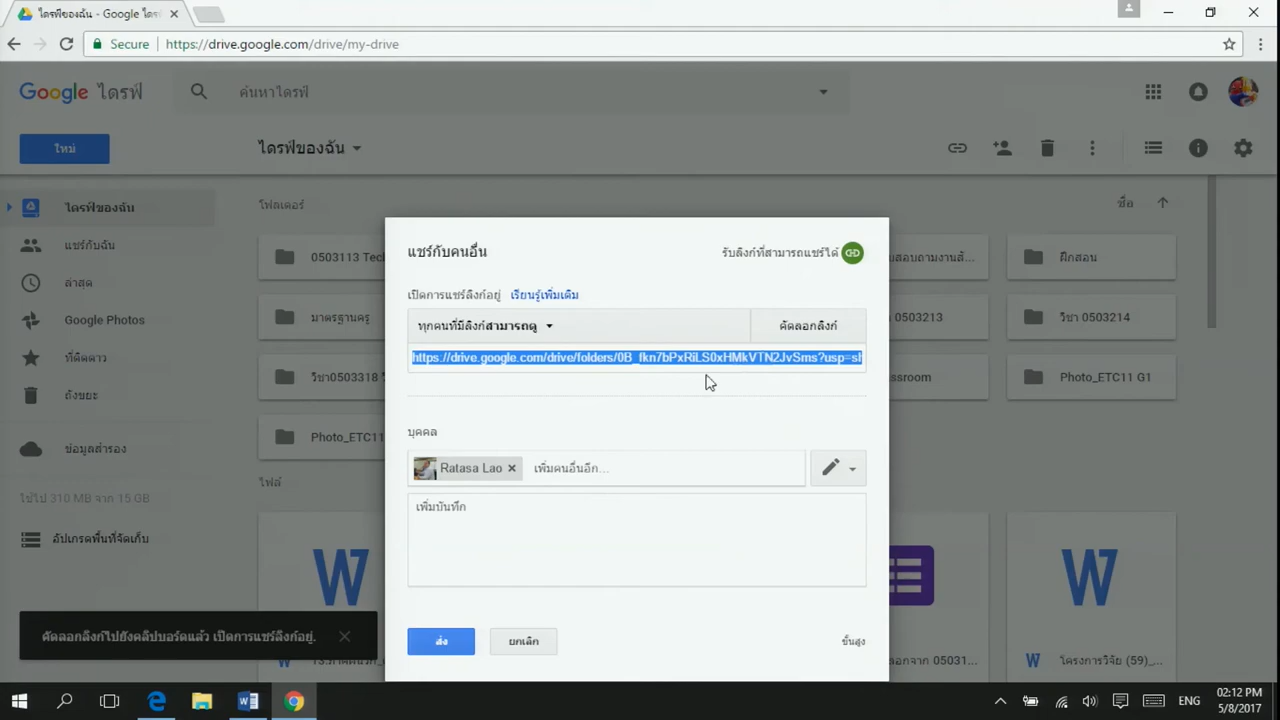 ไดรฟ์ของฉัน - Google ไดร
Secure https://drive.google.com/drive/my-drive
Google ไดรฟ์
ค้นหาไดรฟ์
ใหม่
ไดรฟ์ของฉัน
ไดรฟ์ของฉัน
แชร์กับฉัน
ล่าสุด
Google Photos
ที่ติดดาว
ถังขยะ
ข้อมูลสำรอง
ใช้ไป 310 MB จาก 15 GB
อัปเกรดพื้นที่จัดเก็บ
โฟลเดอร์
ชื่อ
0503113 Tech
ฝึกสอน
มาตรฐานครู
0503213
วิชา 0503214
วิชา0503318
Photo_ETC11 G1
Photo_ETC11
ไฟล์
แชร์กับคนอื่น
รับลิงก์ที่สามารถแชร์ได้
เปิดการแชร์ลิงก์อยู่ เรียนรู้เพิ่มเติม
ทุกคนที่มีลิงก์สามารถดู
คัดลอกลิงก์
https://drive.google.com/drive/folders/0B_fkn7bPxRiLS0xHMkVTN2JvSms?usp=sh
บุคคล
Ratasa Lao
เพิ่มคนอื่นอีก...
เพิ่มบันทึก
ส่ง
ยกเลิก
ขั้นสูง
คัดลอกลิงก์ไปยังคลิปบอร์ดแล้ว เปิดการแชร์ลิงก์อยู่.
โครงการวิจัย (59)_...
ENG
02:12 PM
5/8/2017